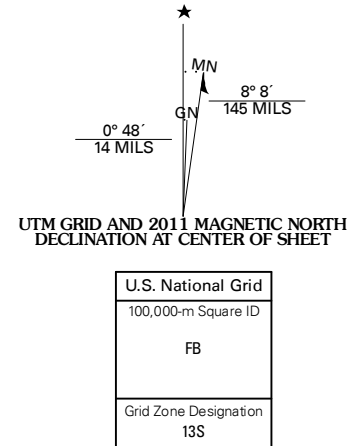 MN
8° 8´
145 MILS
GN
0° 48´
14 MILS
UTM GRID AND 2011 MAGNETIC NORTH
DECLINATION AT CENTER OF SHEET
U.S. National Grid
100,000-m Square ID
FB
Grid Zone Designation
13S